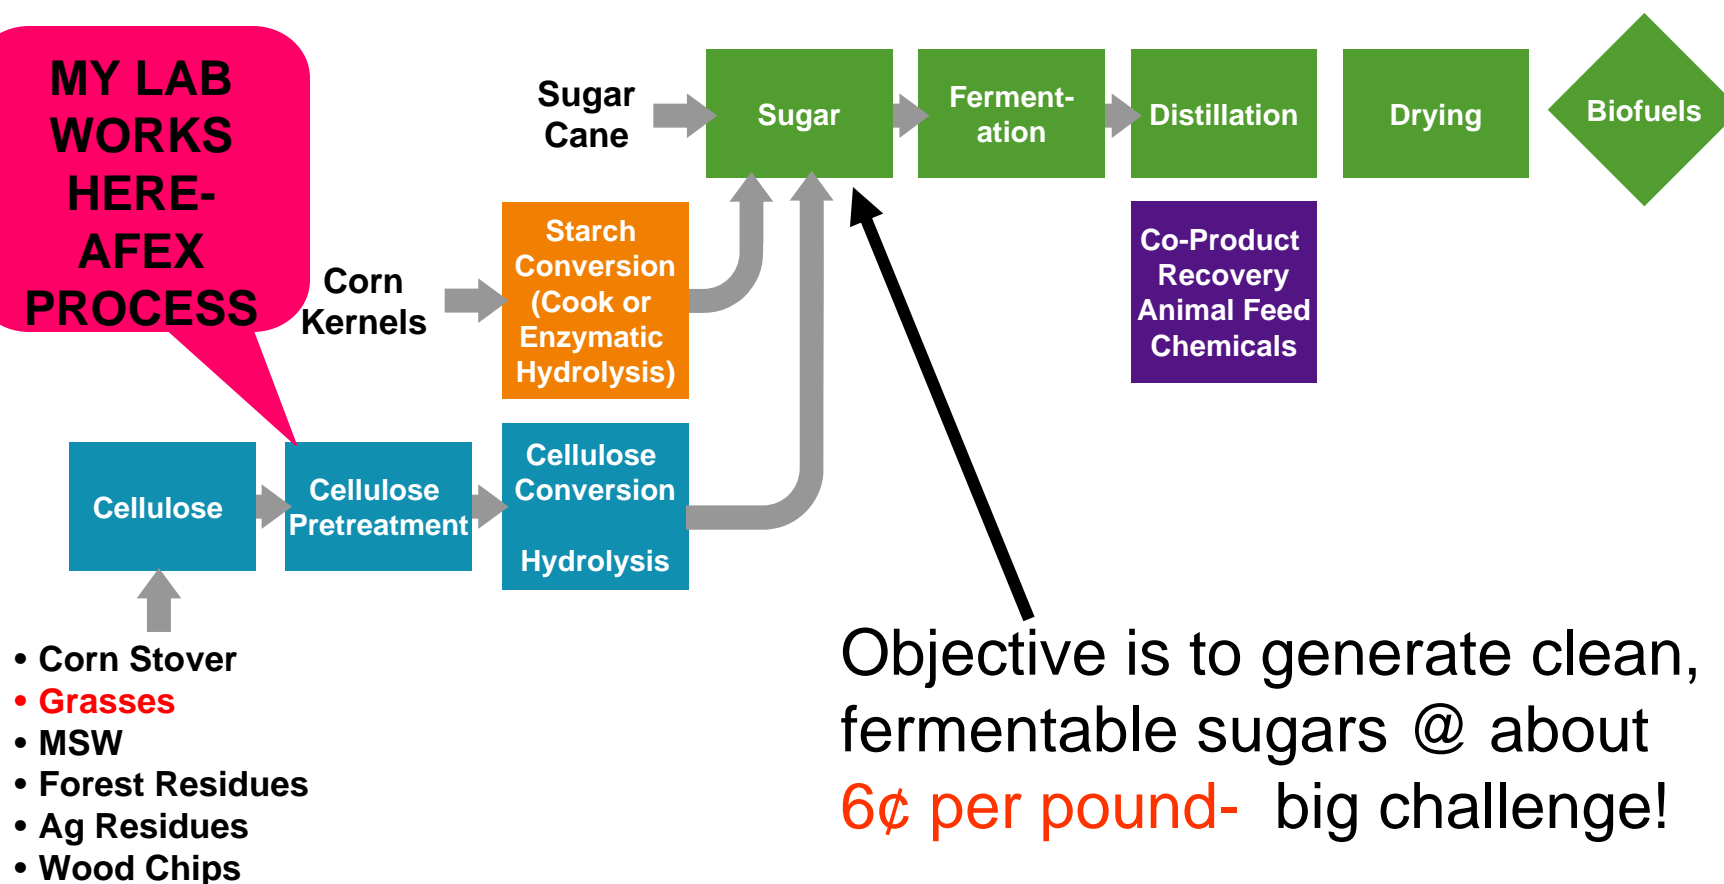 MY LAB
WORKS
HERE-
AFEX
PROCESS
Sugar
Cane
Sugar
Ferment-
ation
Distillation
Drying
Biofuels
Corn
Kernels
Starch
Conversion
(Cook or
Enzymatic
Hydrolysis)
Co-Product
Recovery
Animal Feed
Chemicals
Cellulose
Cellulose
Pretreatment
Cellulose
Conversion
Hydrolysis
• Corn Stover
• Grasses
• MSW
• Forest Residues
• Ag Residues
• Wood Chips
Objective is to generate clean,
fermentable sugars @ about
6¢ per pound- big challenge!